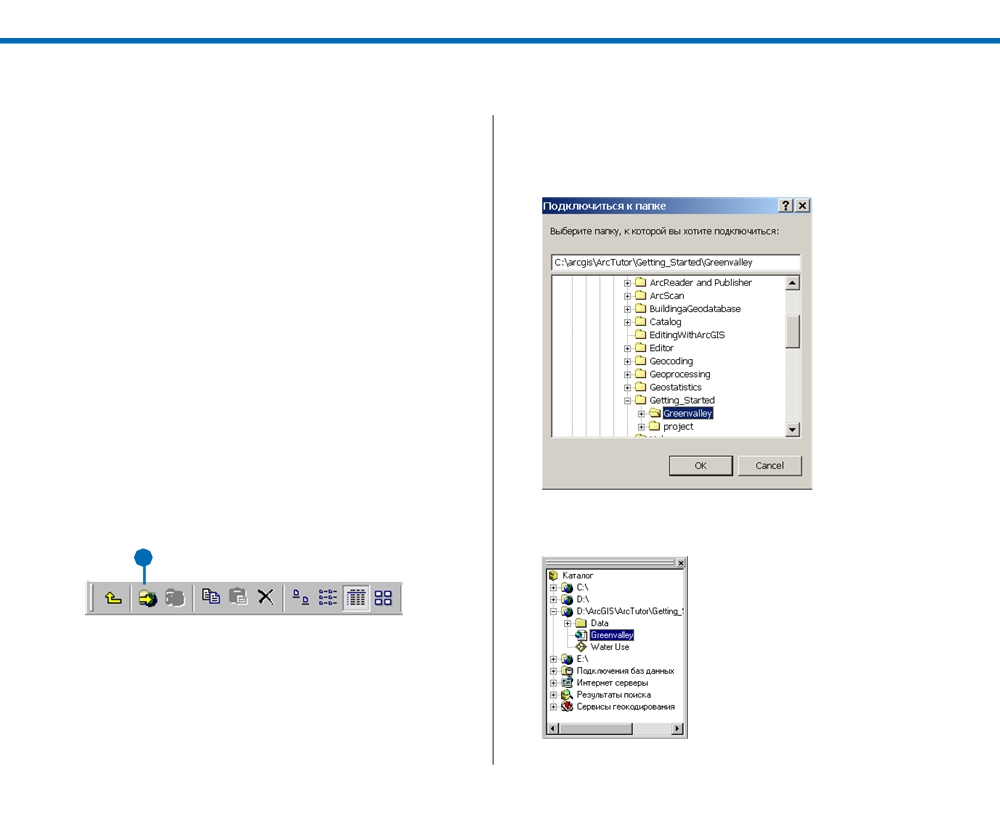 Подключиться к папке
Выберите папку, к которой вы хотите подключиться:
C:\arcgis\ArcTutor\Getting_Started\Greenvalley
ArcReader and Publisher
ArcScan
BuildingaGeodatabase
Catalog
EditingWithArcGIS
Editor
Geocoding
Geoprocessing
Geostatistics
Getting_Started
Greenvalley
project
OK
Cancel
Каталог
C:\
D:\
D:\ArcGIS\ArcTutor\Getting_S
Data
Greenvalley
Water Use
E:\
Подключения баз данных
Интернет серверы
Результаты поиска
Сервисы геокодирования